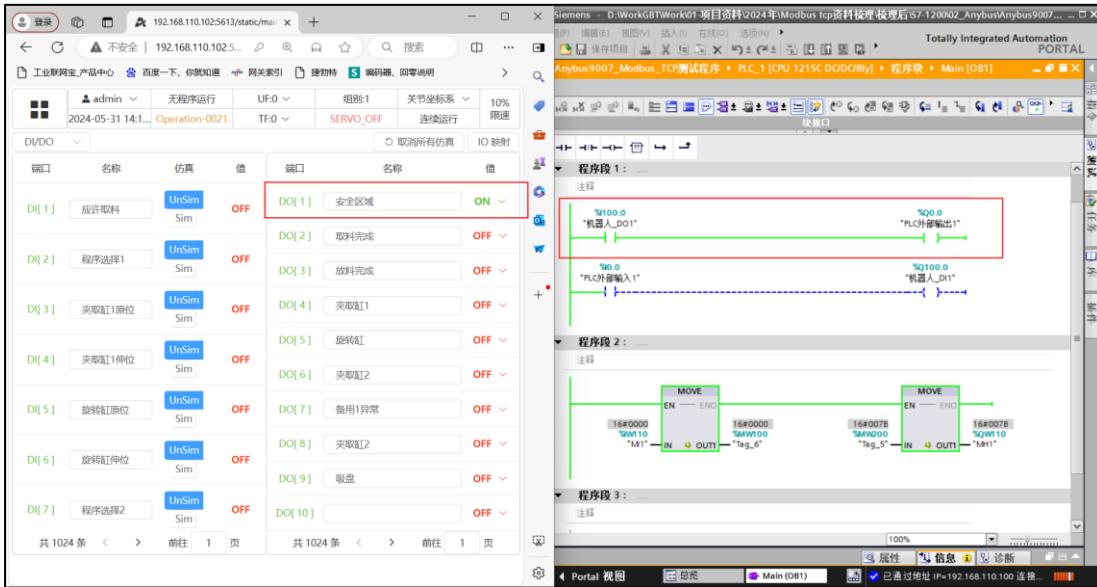 登录
192.168.110.102:5613/static/mai
不安全 192.168.110.102:5...
搜索
工业联网主_产品中心 百度一下，你就知道 网关索引 捷勃特 编码器、回零说明
admin 无程序运行 UF:0 组别:1 关节坐标系 10%
2024-05-31 14:1... Operation-0021 TF:0 SERVO_OFF 连续运行 限速
DI/DO 取消所有仿真 IO 映射
端口 名称 仿真 值 端口 名称 值
DI[ 1 ] 应许取料 UnSim Sim OFF
DI[ 2 ] 程序选择1 UnSim Sim OFF
DI[ 3 ] 夹取缸1原位 UnSim Sim OFF
DI[ 4 ] 夹取缸1伸位 UnSim Sim OFF
DI[ 5 ] 旋转缸原位 UnSim Sim OFF
DI[ 6 ] 旋转缸伸位 UnSim Sim OFF
DI[ 7 ] 程序选择2 UnSim Sim OFF
共 1024 条 前往 1 页
DO[ 1 ] 安全区域 ON
DO[ 2 ] 取料完成 OFF
DO[ 3 ] 放料完成 OFF
DO[ 4 ] 夹取缸1 OFF
DO[ 5 ] 旋转缸 OFF
DO[ 6 ] 夹取缸2 OFF
DO[ 7 ] 备用1异常 OFF
DO[ 8 ] 夹取缸2 OFF
DO[ 9 ] 吸盘 OFF
DO[ 10 ] OFF
共 1024 条 前往 1 页
Siemens - D:\WorkGBT\Work\01-项目资料\2024年\Modbus tcp资料梳理\梳理后\S7-1200\02_Anybus\Anybus9007...
编辑(E) 视图(V) 插入(I) 在线(O) 选项(N)
Totally Integrated Automation
PORTAL
保存项目
Anybus9007_Modbus_TCP测试程序 PLC_1 [CPU 1215C DC/DC/Rly] 程序块 Main [OB1]
块接口
程序段 1： ....
注释
%I100.0 %Q0.0
"机器人_DO1" "PLC外部输出1"
%I0.0 %Q100.0
"PLC外部输入1" "机器人_DI1"
程序段 2： ....
注释
MOVE MOVE
EN ENO EN ENO
16#0000 16#0000 16#007B 16#007B
%IW110 %MW100 %MW200 %QW110
"MI1" IN OUT1 "Tag_6" "Tag_5" IN OUT1 "MH1"
程序段 3： ....
注释
100%
属性 信息 诊断
Portal 视图 总览 Main (OB1) 已通过地址 IP=192.168.110.100 连接...